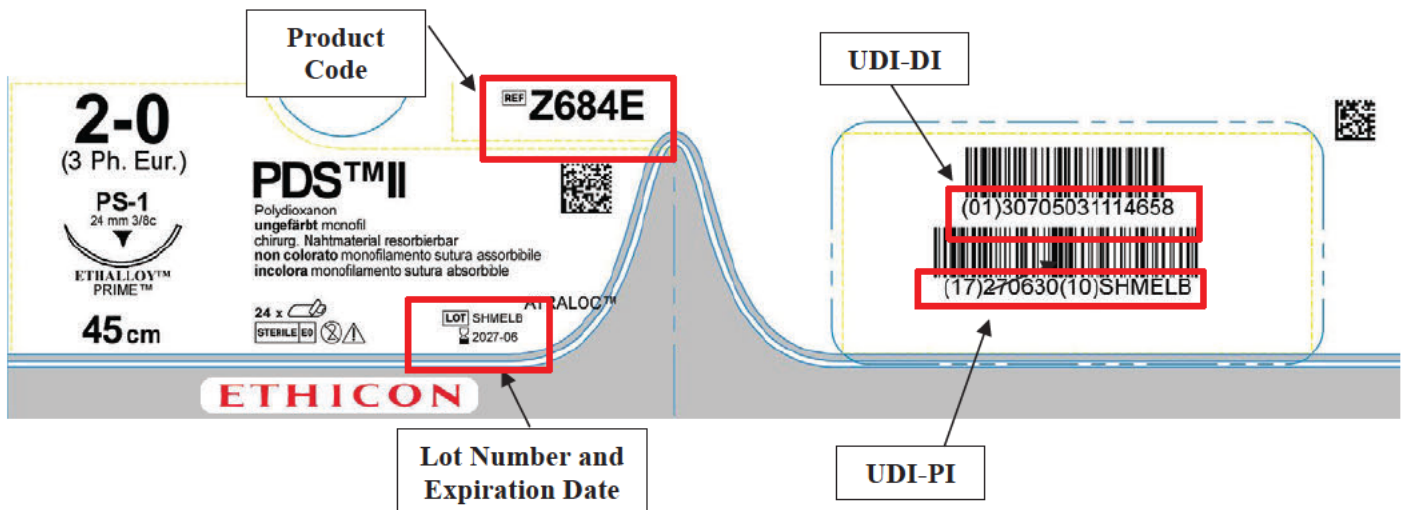 Product
Code
UDI-DI
REF Z684E
2-0
(3 Ph. Eur.)
PS-1
24 mm 3/8c
ETHALLOY™
PRIME™
45 cm
PDS™II
Polydioxanon
ungefärbt monofil
chirurg. Nahtmaterial resorbierbar
non colorato monofilamento sutura assorbibile
incolora monofilamento sutura absorbible
24 x
STERILE EO
ATRALOC™
LOT SHMELB
2027-06
(01)30705031114658
(17)270630(10)SHMELB
ETHICON
Lot Number and
Expiration Date
UDI-PI